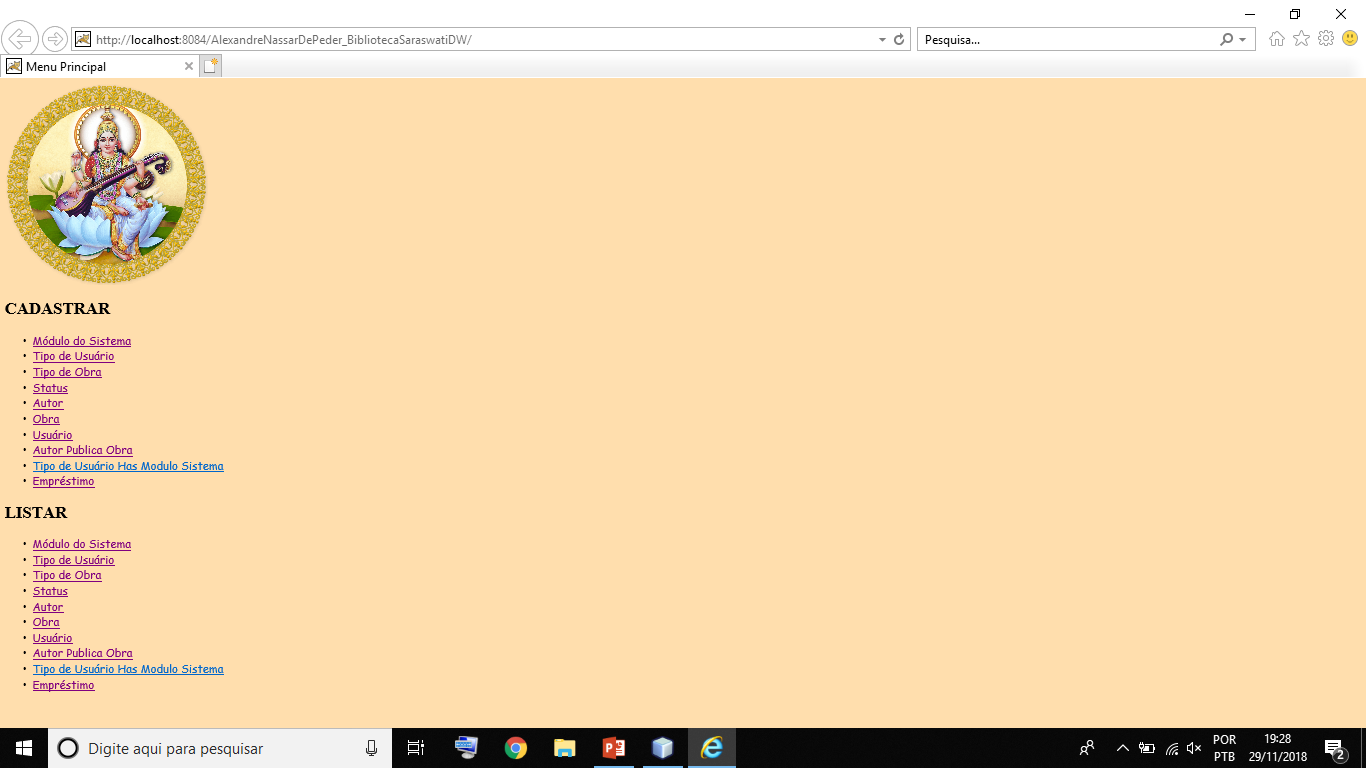 http://localhost:8084/AlexandreNassarDePeder_BibliotecaSaraswatiDW/
Pesquisa...
Menu Principal
CADASTRAR
• Módulo do Sistema
• Tipo de Usuário
• Tipo de Obra
• Status
• Autor
• Obra
• Usuário
• Autor Publica Obra
• Tipo de Usuário Has Modulo Sistema
• Empréstimo
LISTAR
• Módulo do Sistema
• Tipo de Usuário
• Tipo de Obra
• Status
• Autor
• Obra
• Usuário
• Autor Publica Obra
• Tipo de Usuário Has Modulo Sistema
• Empréstimo
Digite aqui para pesquisar
POR
PTB
19:28
29/11/2018
2